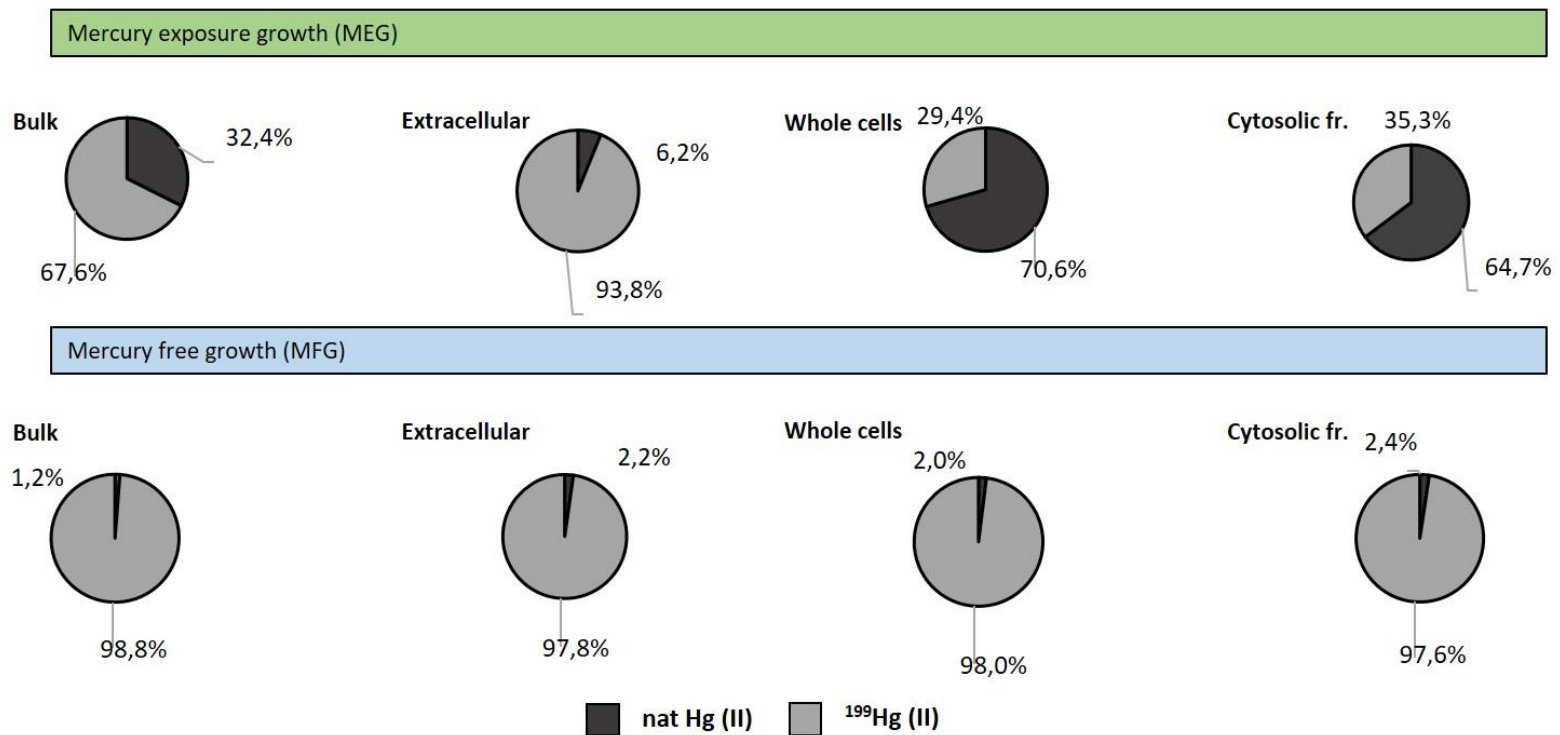 Mercury exposure growth (MEG)
Bulk
32,4%
67,6%
Extracellular
6,2%
93,8%
Whole cells
29,4%
70,6%
Cytosolic fr.
35,3%
64,7%
Mercury free growth (MFG)
Bulk
1,2%
98,8%
Extracellular
2,2%
97,8%
Whole cells
2,0%
98,0%
Cytosolic fr.
2,4%
97,6%
nat Hg (II)
¹⁹⁹Hg (II)